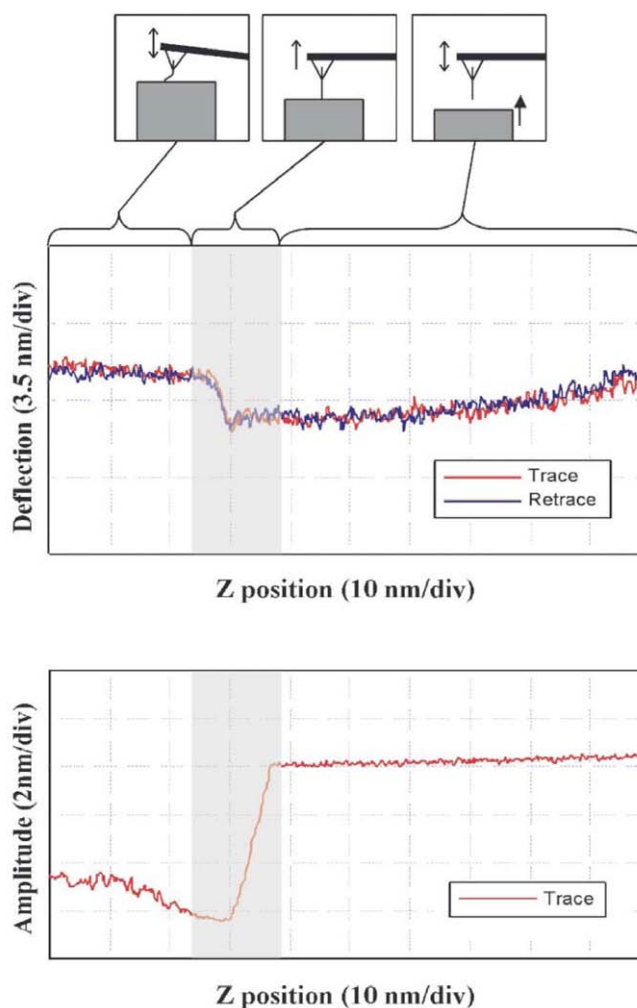 Deflection (3.5 nm/div)
Trace
Retrace
Z position (10 nm/div)
Amplitude (2nm/div)
Trace
Z position (10 nm/div)